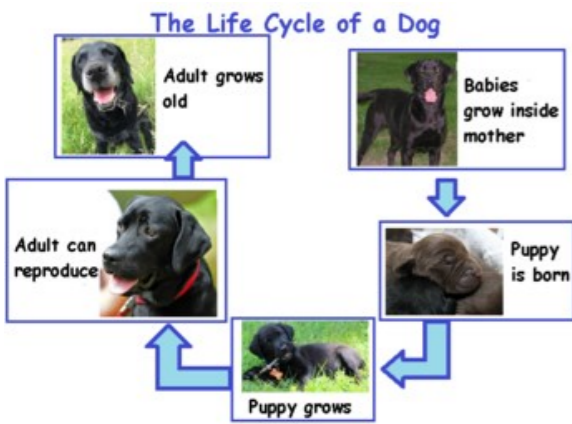 The Life Cycle of a Dog
Babies
grow inside
mother
Puppy
is born
Puppy grows
Adult can
reproduce
Adult grows
old